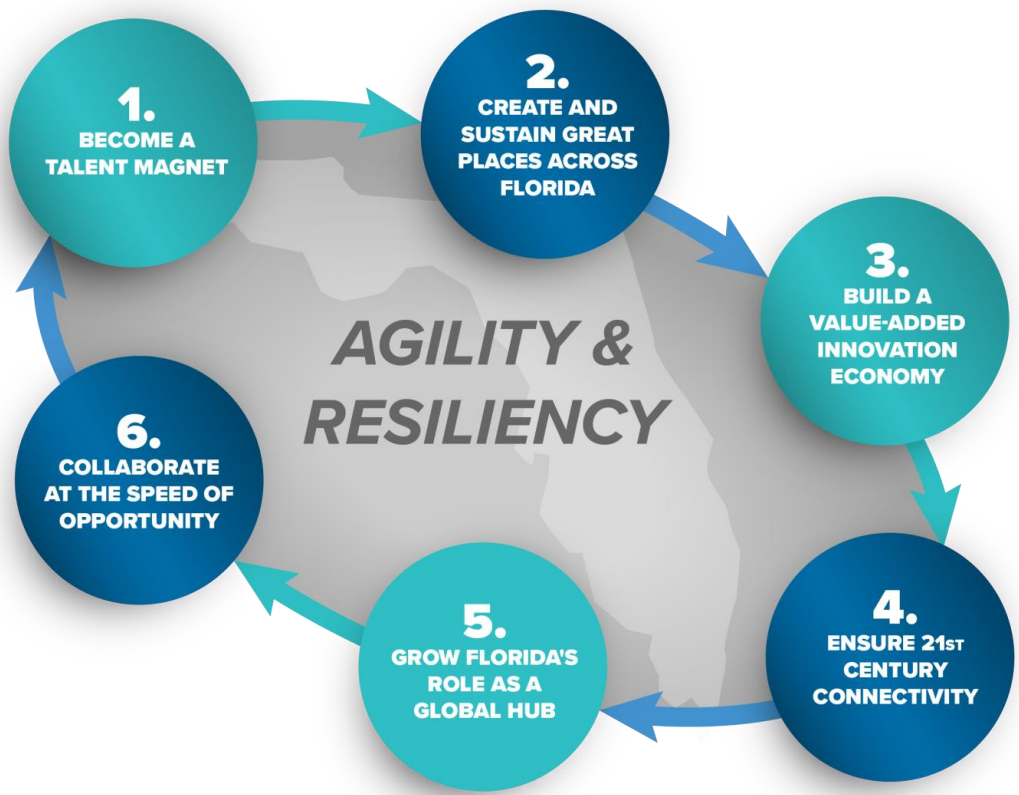 1.
BECOME A
TALENT MAGNET
2.
CREATE AND
SUSTAIN GREAT
PLACES ACROSS
FLORIDA
3.
BUILD A
VALUE-ADDED
INNOVATION
ECONOMY
AGILITY &
RESILIENCY
4.
ENSURE 21ST
CENTURY
CONNECTIVITY
5.
GROW FLORIDA'S
ROLE AS A
GLOBAL HUB
6.
COLLABORATE
AT THE SPEED OF
OPPORTUNITY